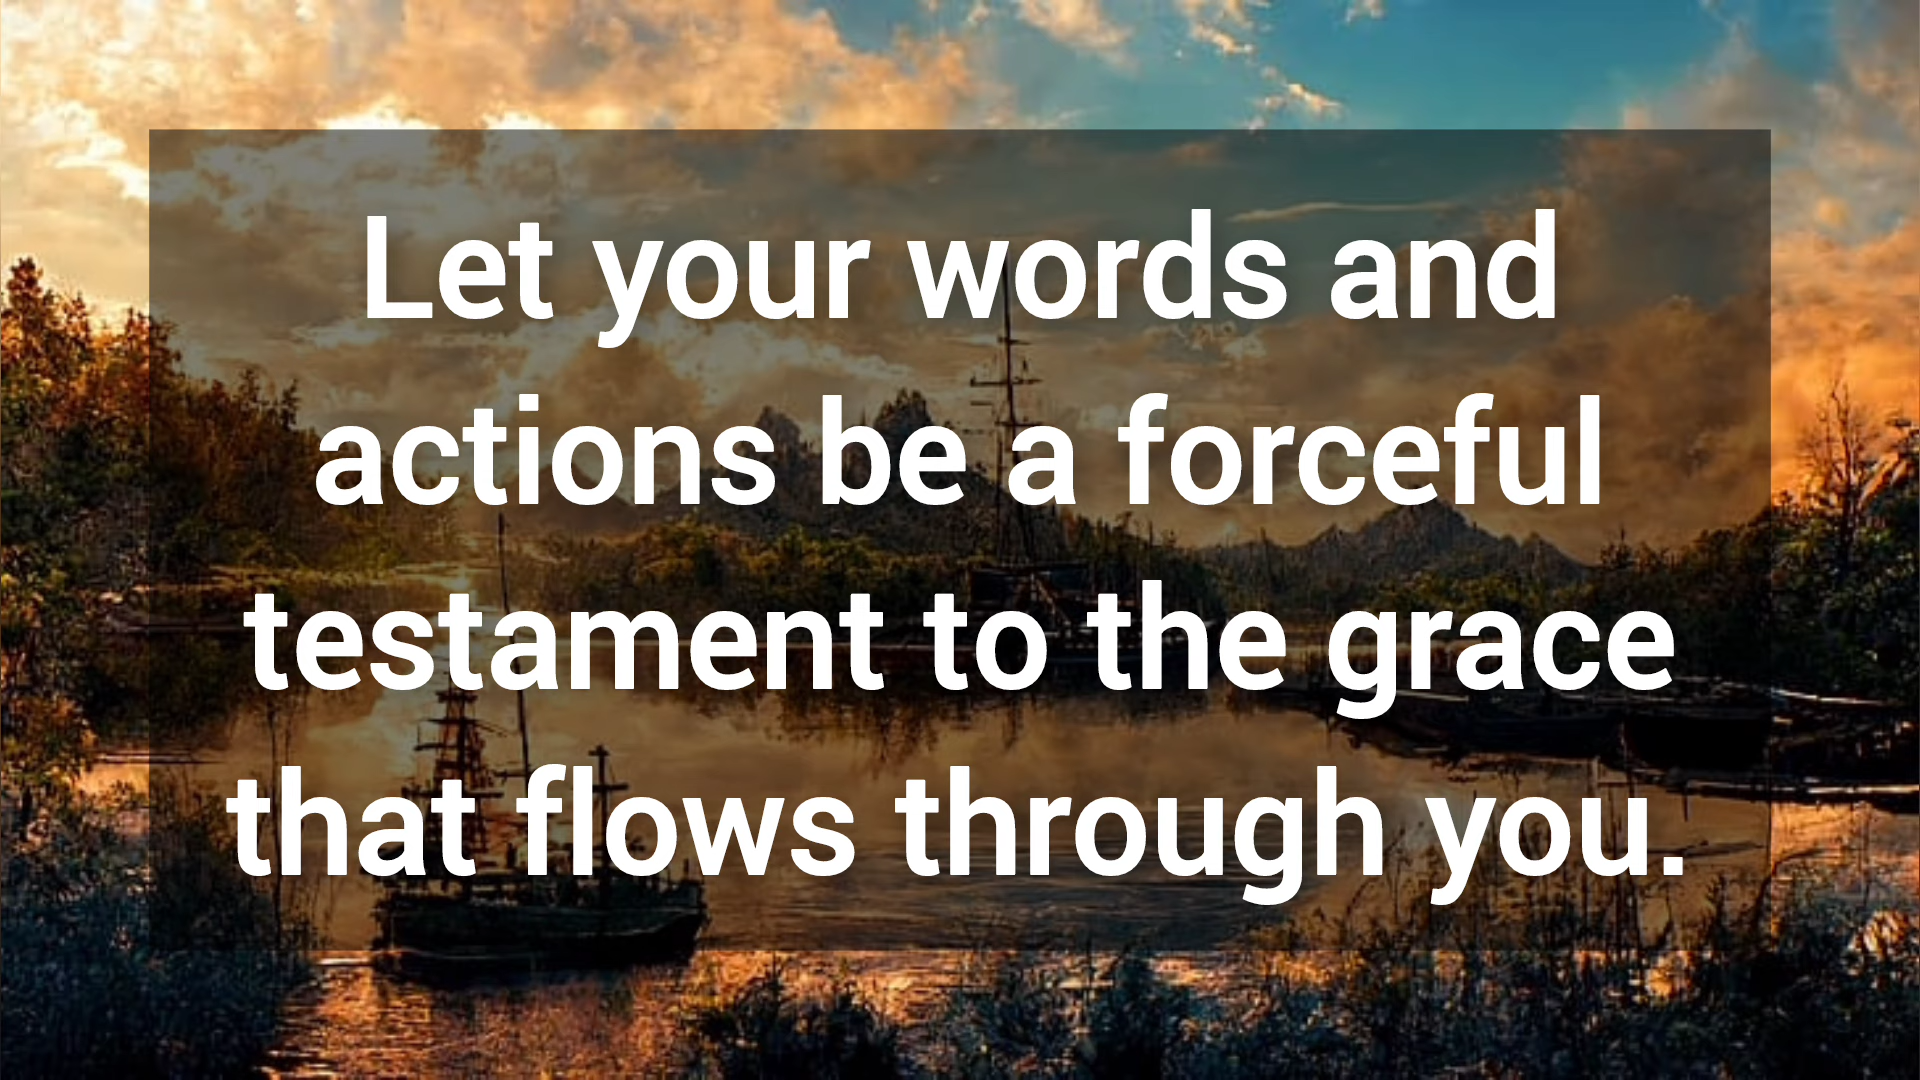 Let your words and
actions be a forceful
testament to the grace
that flows through you.